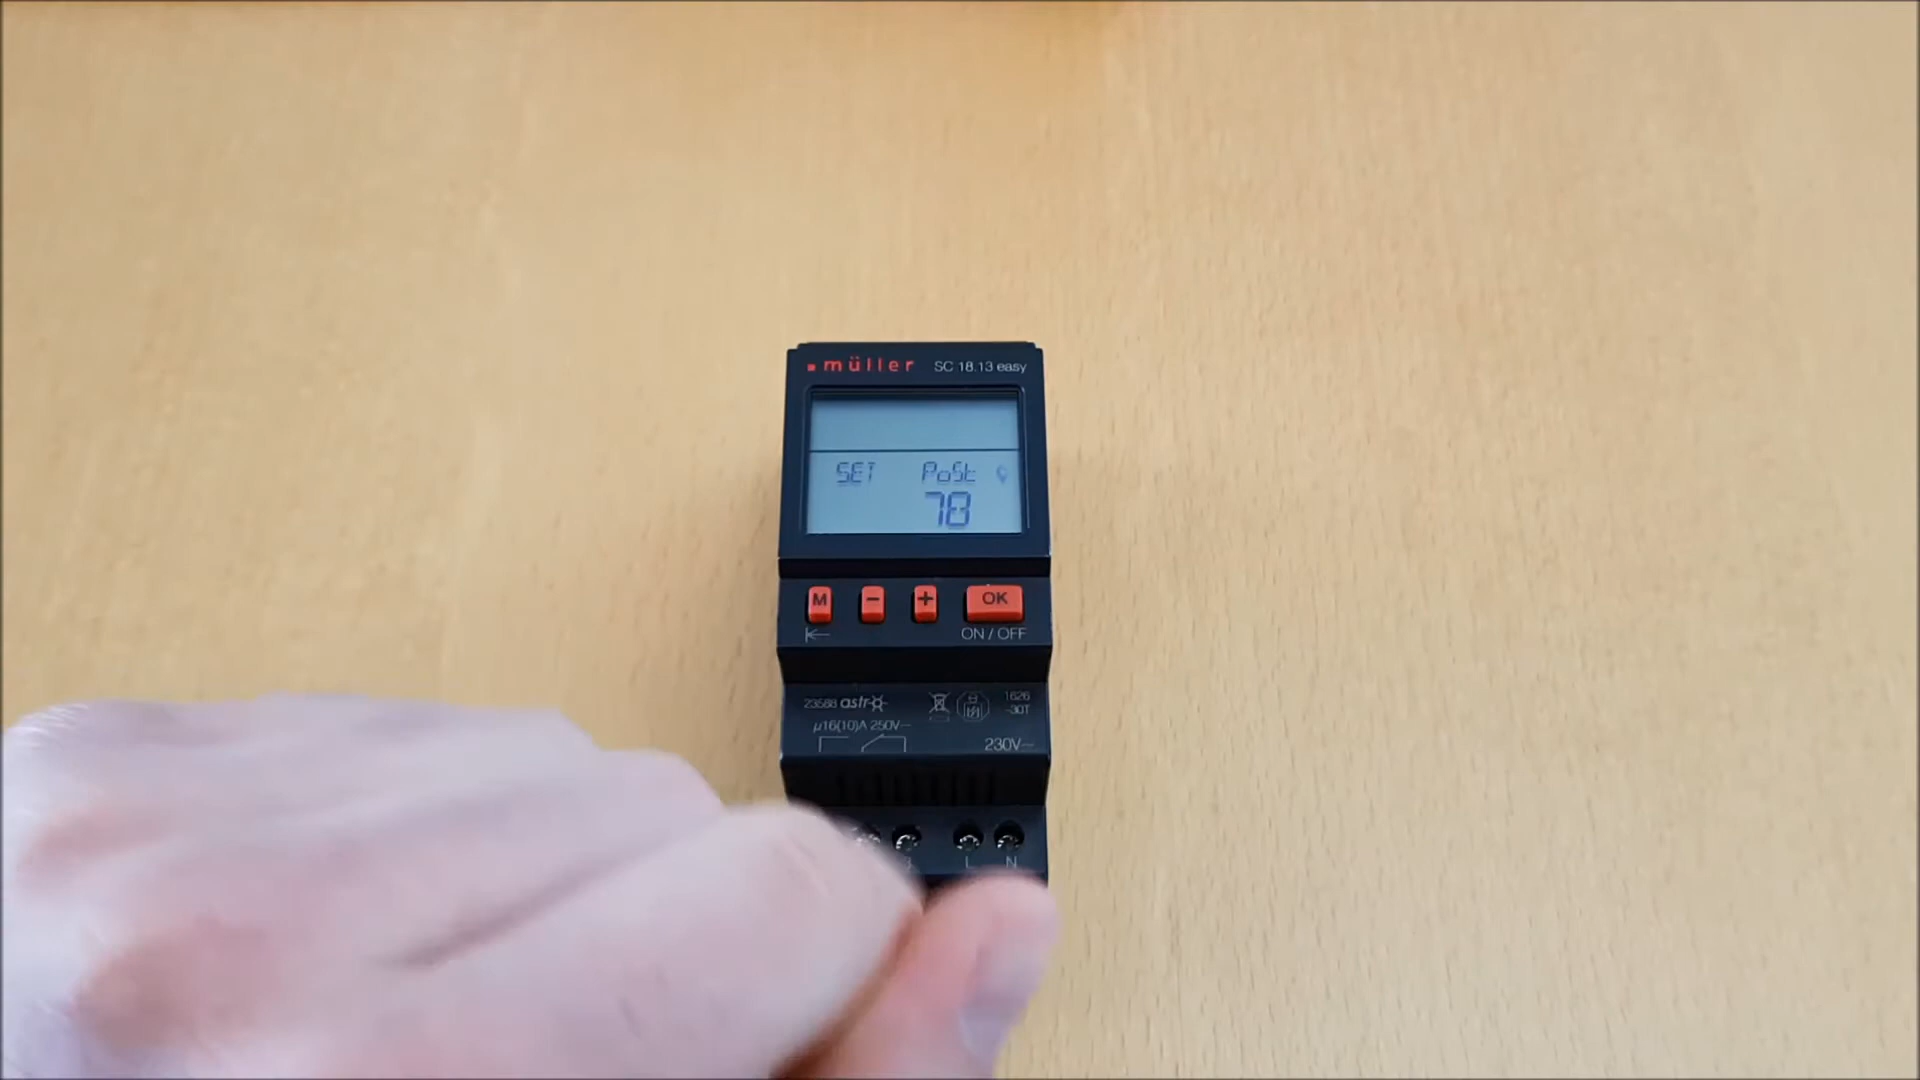 müller SC 18.13 easy
SET PoSt
78
M - + OK
ON / OFF
23588 astro 1626
-30T
µ16(10)A 250V~
230V~
3 L N